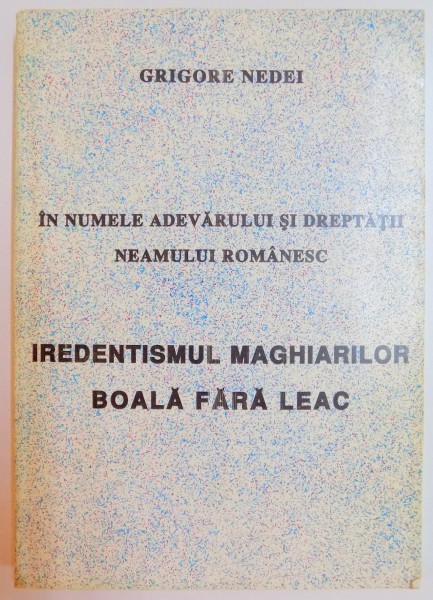 GRIGORE NEDEI
ÎN NUMELE ADEVĂRULUI ŞI DREPTĂŢII
NEAMULUI ROMÂNESC
IREDENTISMUL MAGHIARILOR
BOALĂ FĂRĂ LEAC